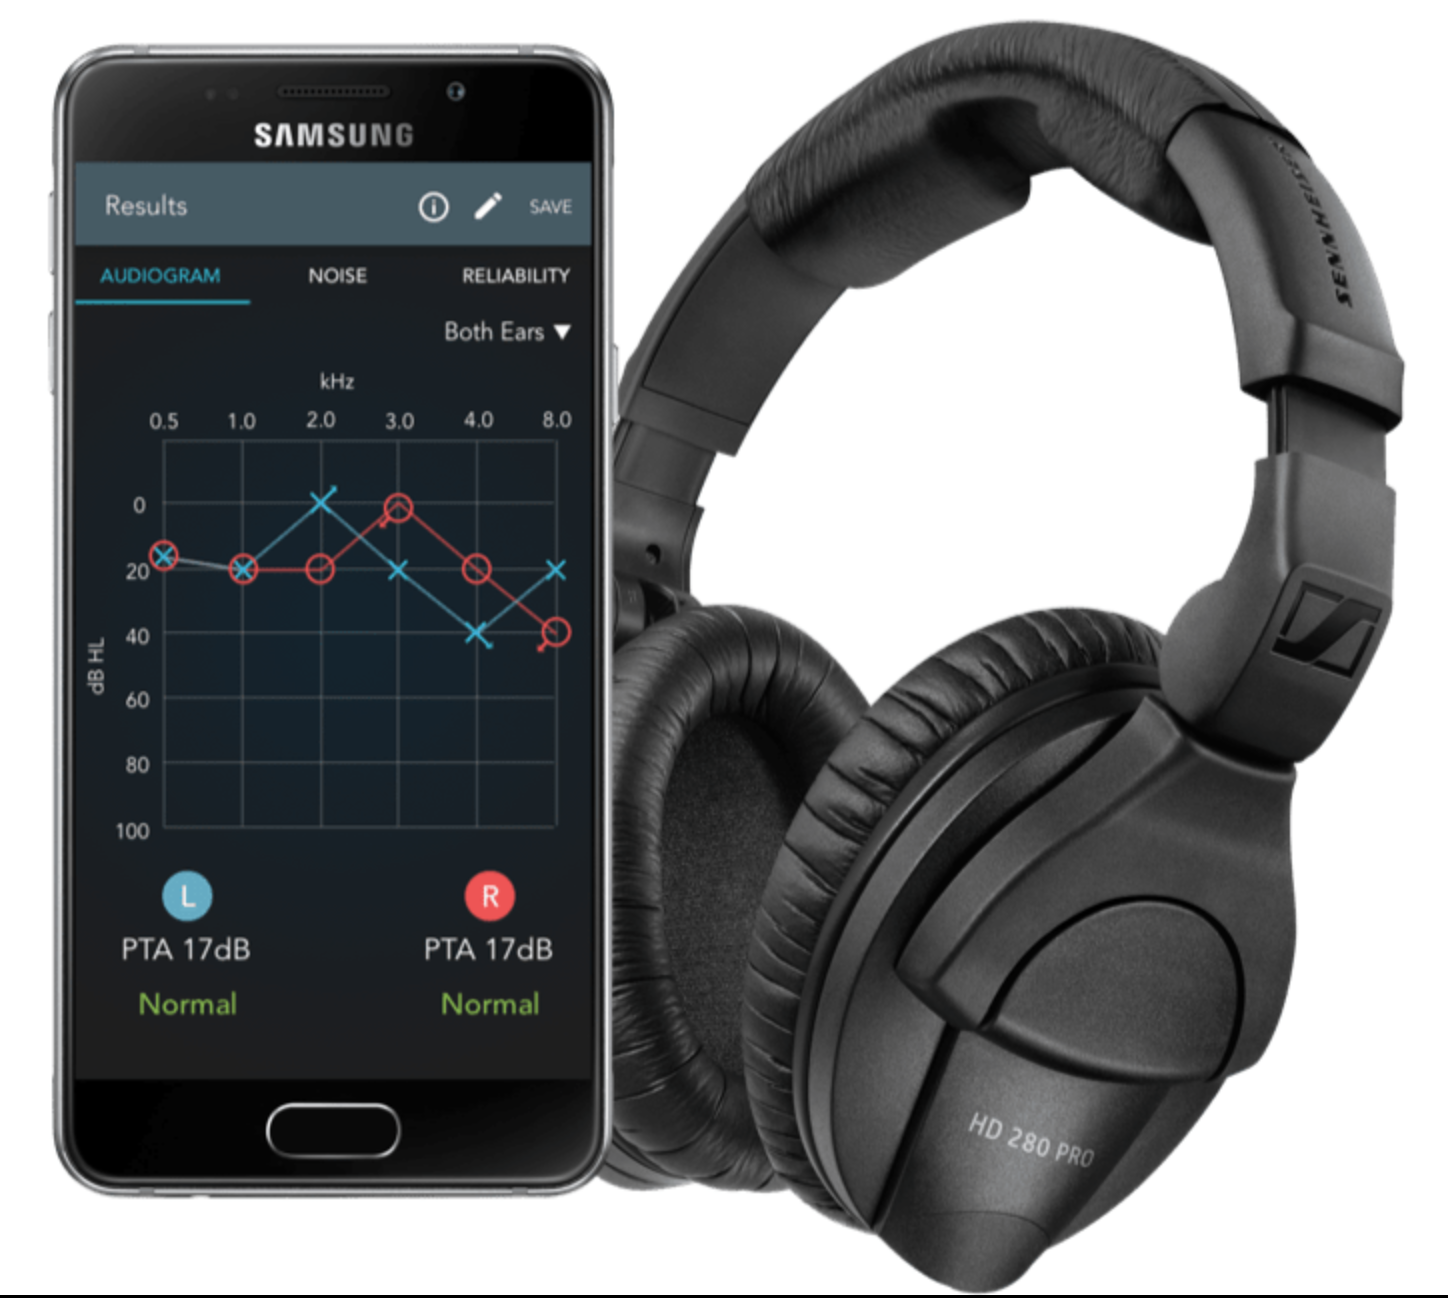 SAMSUNG
Results
SAVE
AUDIOGRAM NOISE RELIABILITY
Both Ears ▼
kHz
0.5 1.0 2.0 3.0 4.0 8.0
0
20
40
60
80
100
dB HL
L R
PTA 17dB PTA 17dB
Normal Normal
SENNHEISER
HD 280 PRO